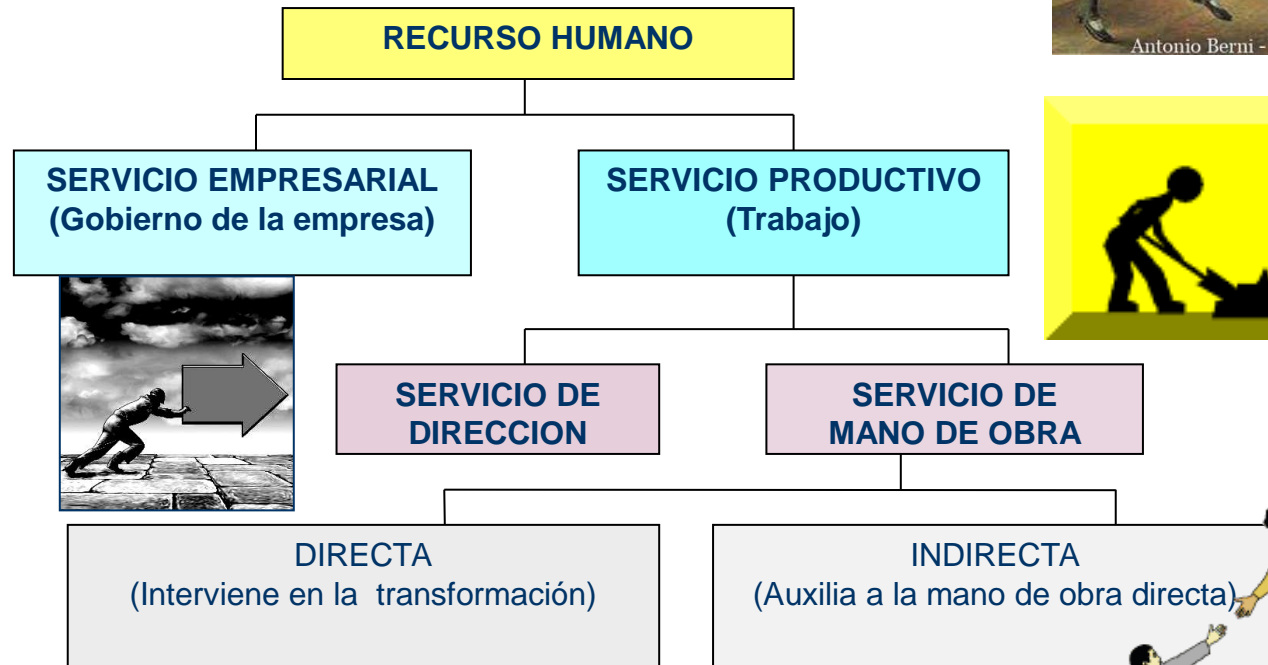 RECURSO HUMANO
Antonio Berni -
SERVICIO EMPRESARIAL
(Gobierno de la empresa)
SERVICIO PRODUCTIVO
(Trabajo)
SERVICIO DE
DIRECCION
SERVICIO DE
MANO DE OBRA
DIRECTA
(Interviene en la transformación)
INDIRECTA
(Auxilia a la mano de obra directa)